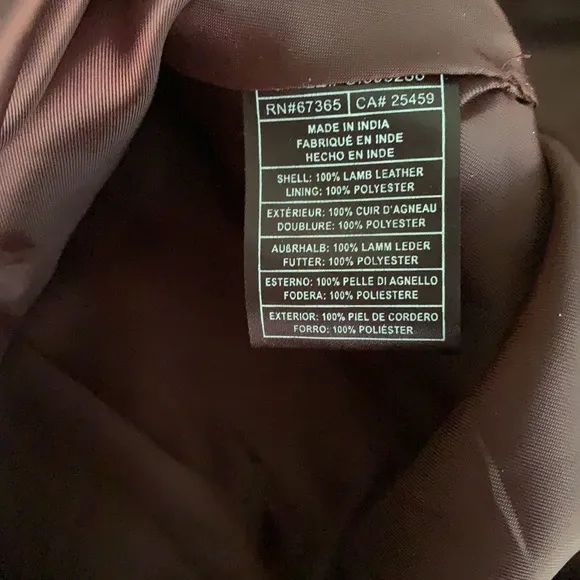 RN#67365 CA# 25459
MADE IN INDIA
FABRIQUÉ EN INDE
HECHO EN INDE
SHELL: 100% LAMB LEATHER
LINING: 100% POLYESTER
EXTÉRIEUR: 100% CUIR D'AGNEAU
DOUBLURE: 100% POLYESTER
AUßRHALB: 100% LAMM LEDER
FUTTER: 100% POLYESTER
ESTERNO: 100% PELLE DI AGNELLO
FODERA: 100% POLIESTERE
EXTERIOR: 100% PIEL DE CORDERO
FORRO: 100% POLIÉSTER